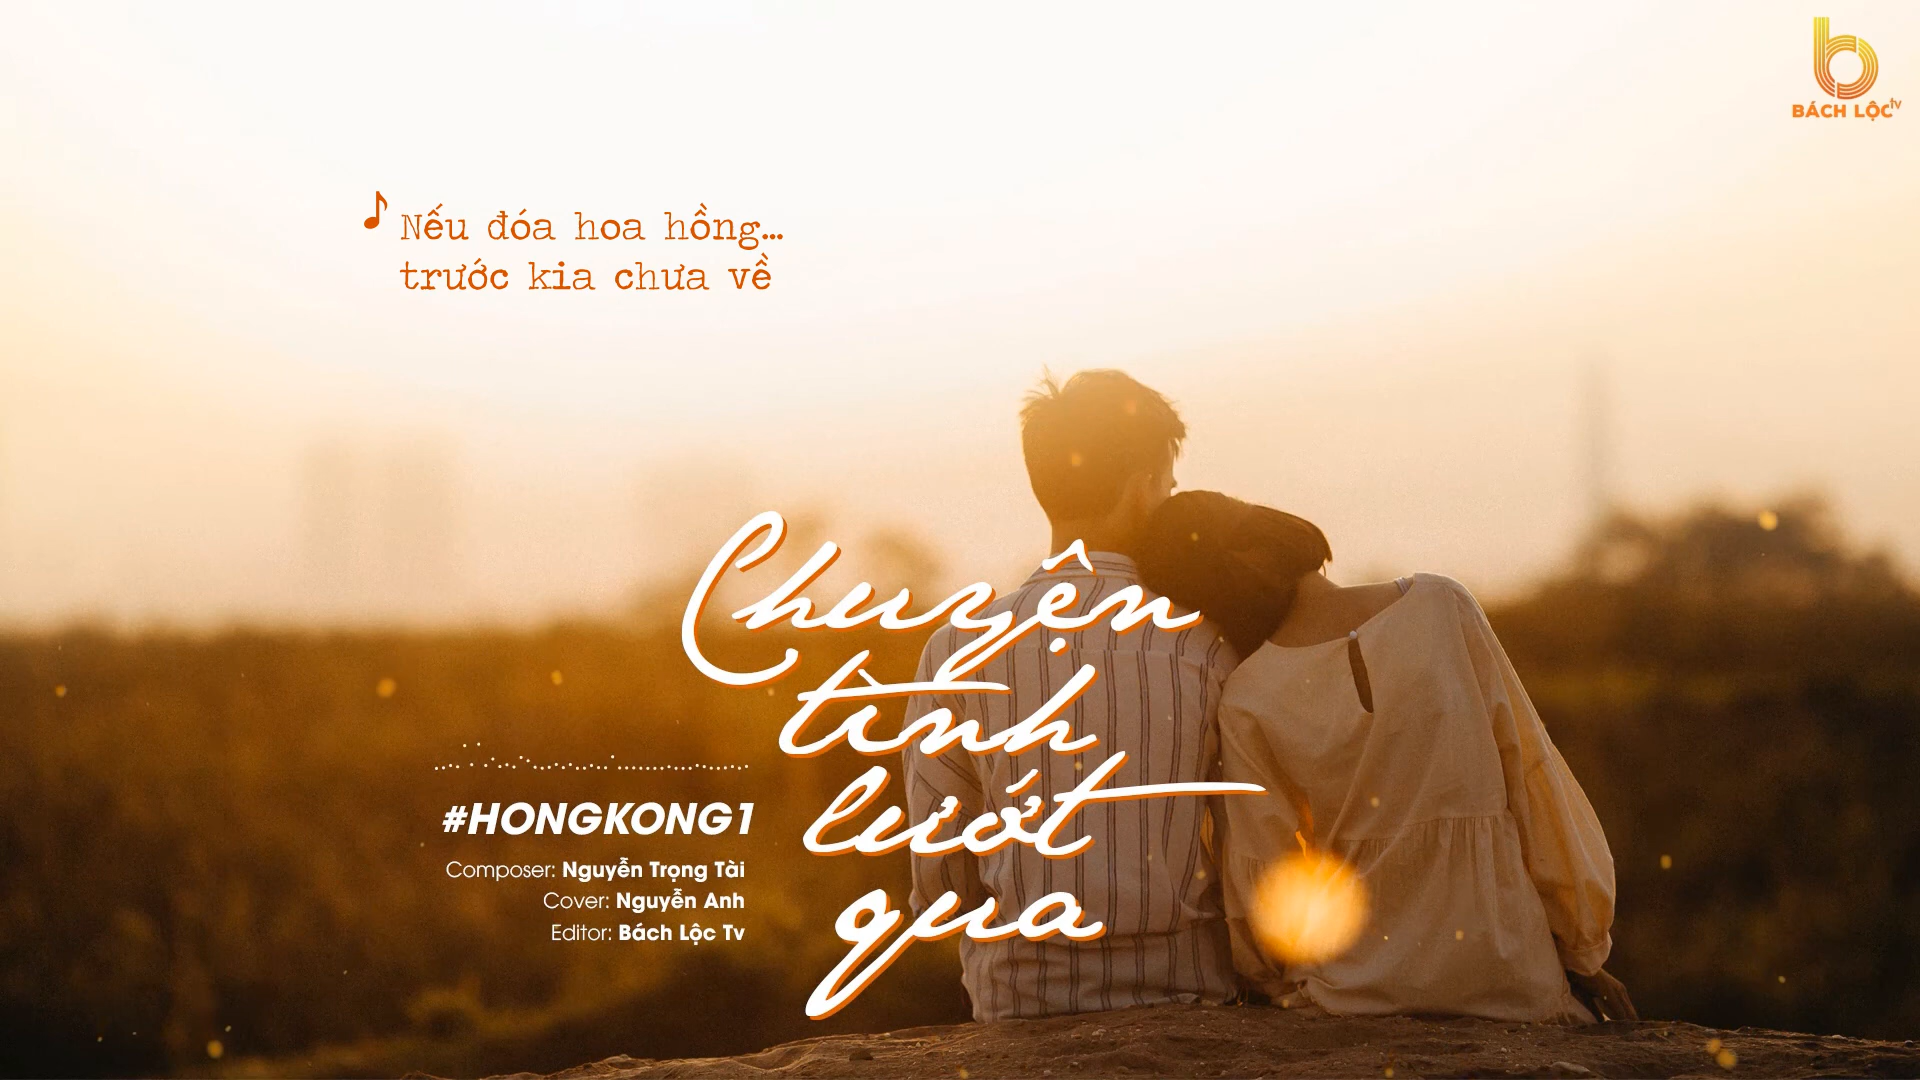 BÁCH LỘC tv
Nếu đóa hoa hồng...
trước kia chưa về
Chuyện
tình
lướt
qua
#HONGKONG1
Composer: Nguyễn Trọng Tài
Cover: Nguyễn Anh
Editor: Bách Lộc Tv